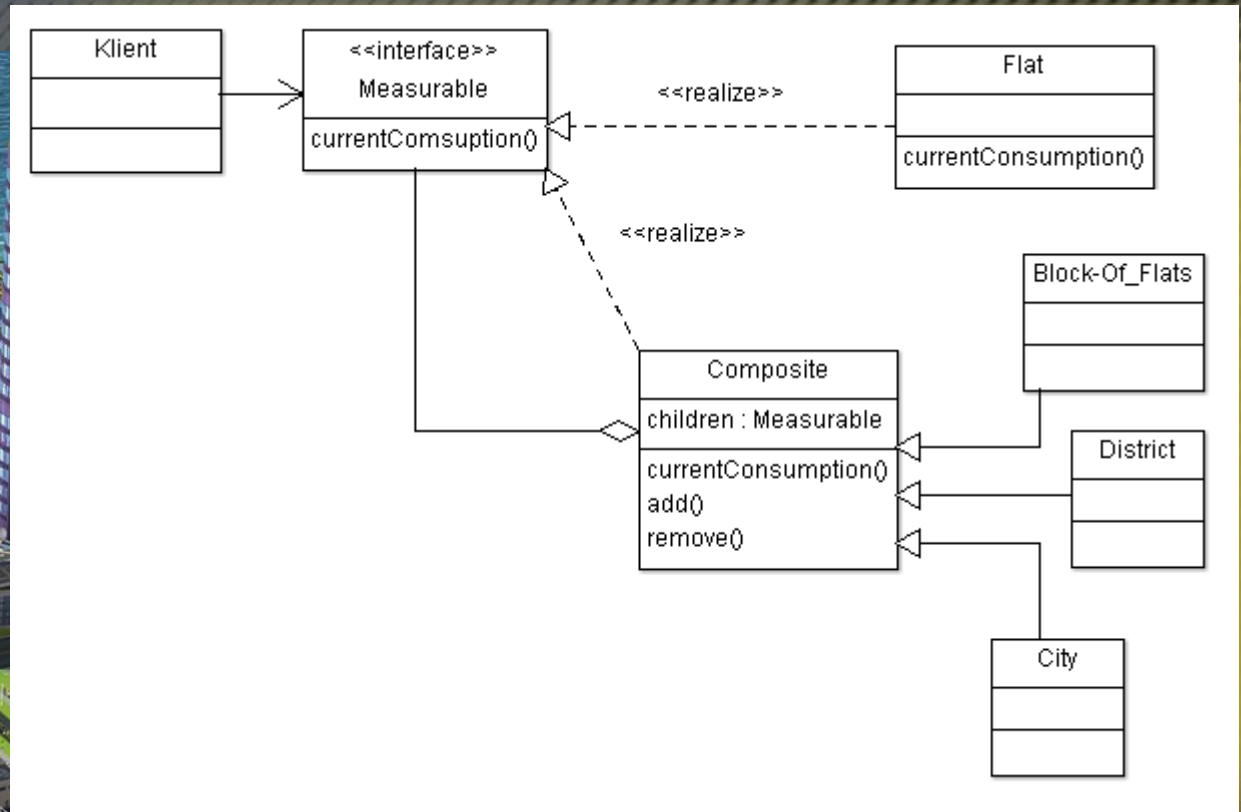 Klient
<<interface>>
Measurable
currentComsuption()
<<realize>>
Flat
currentConsumption()
<<realize>>
Block-Of_Flats
Composite
children : Measurable
currentConsumption()
add()
remove()
District
City